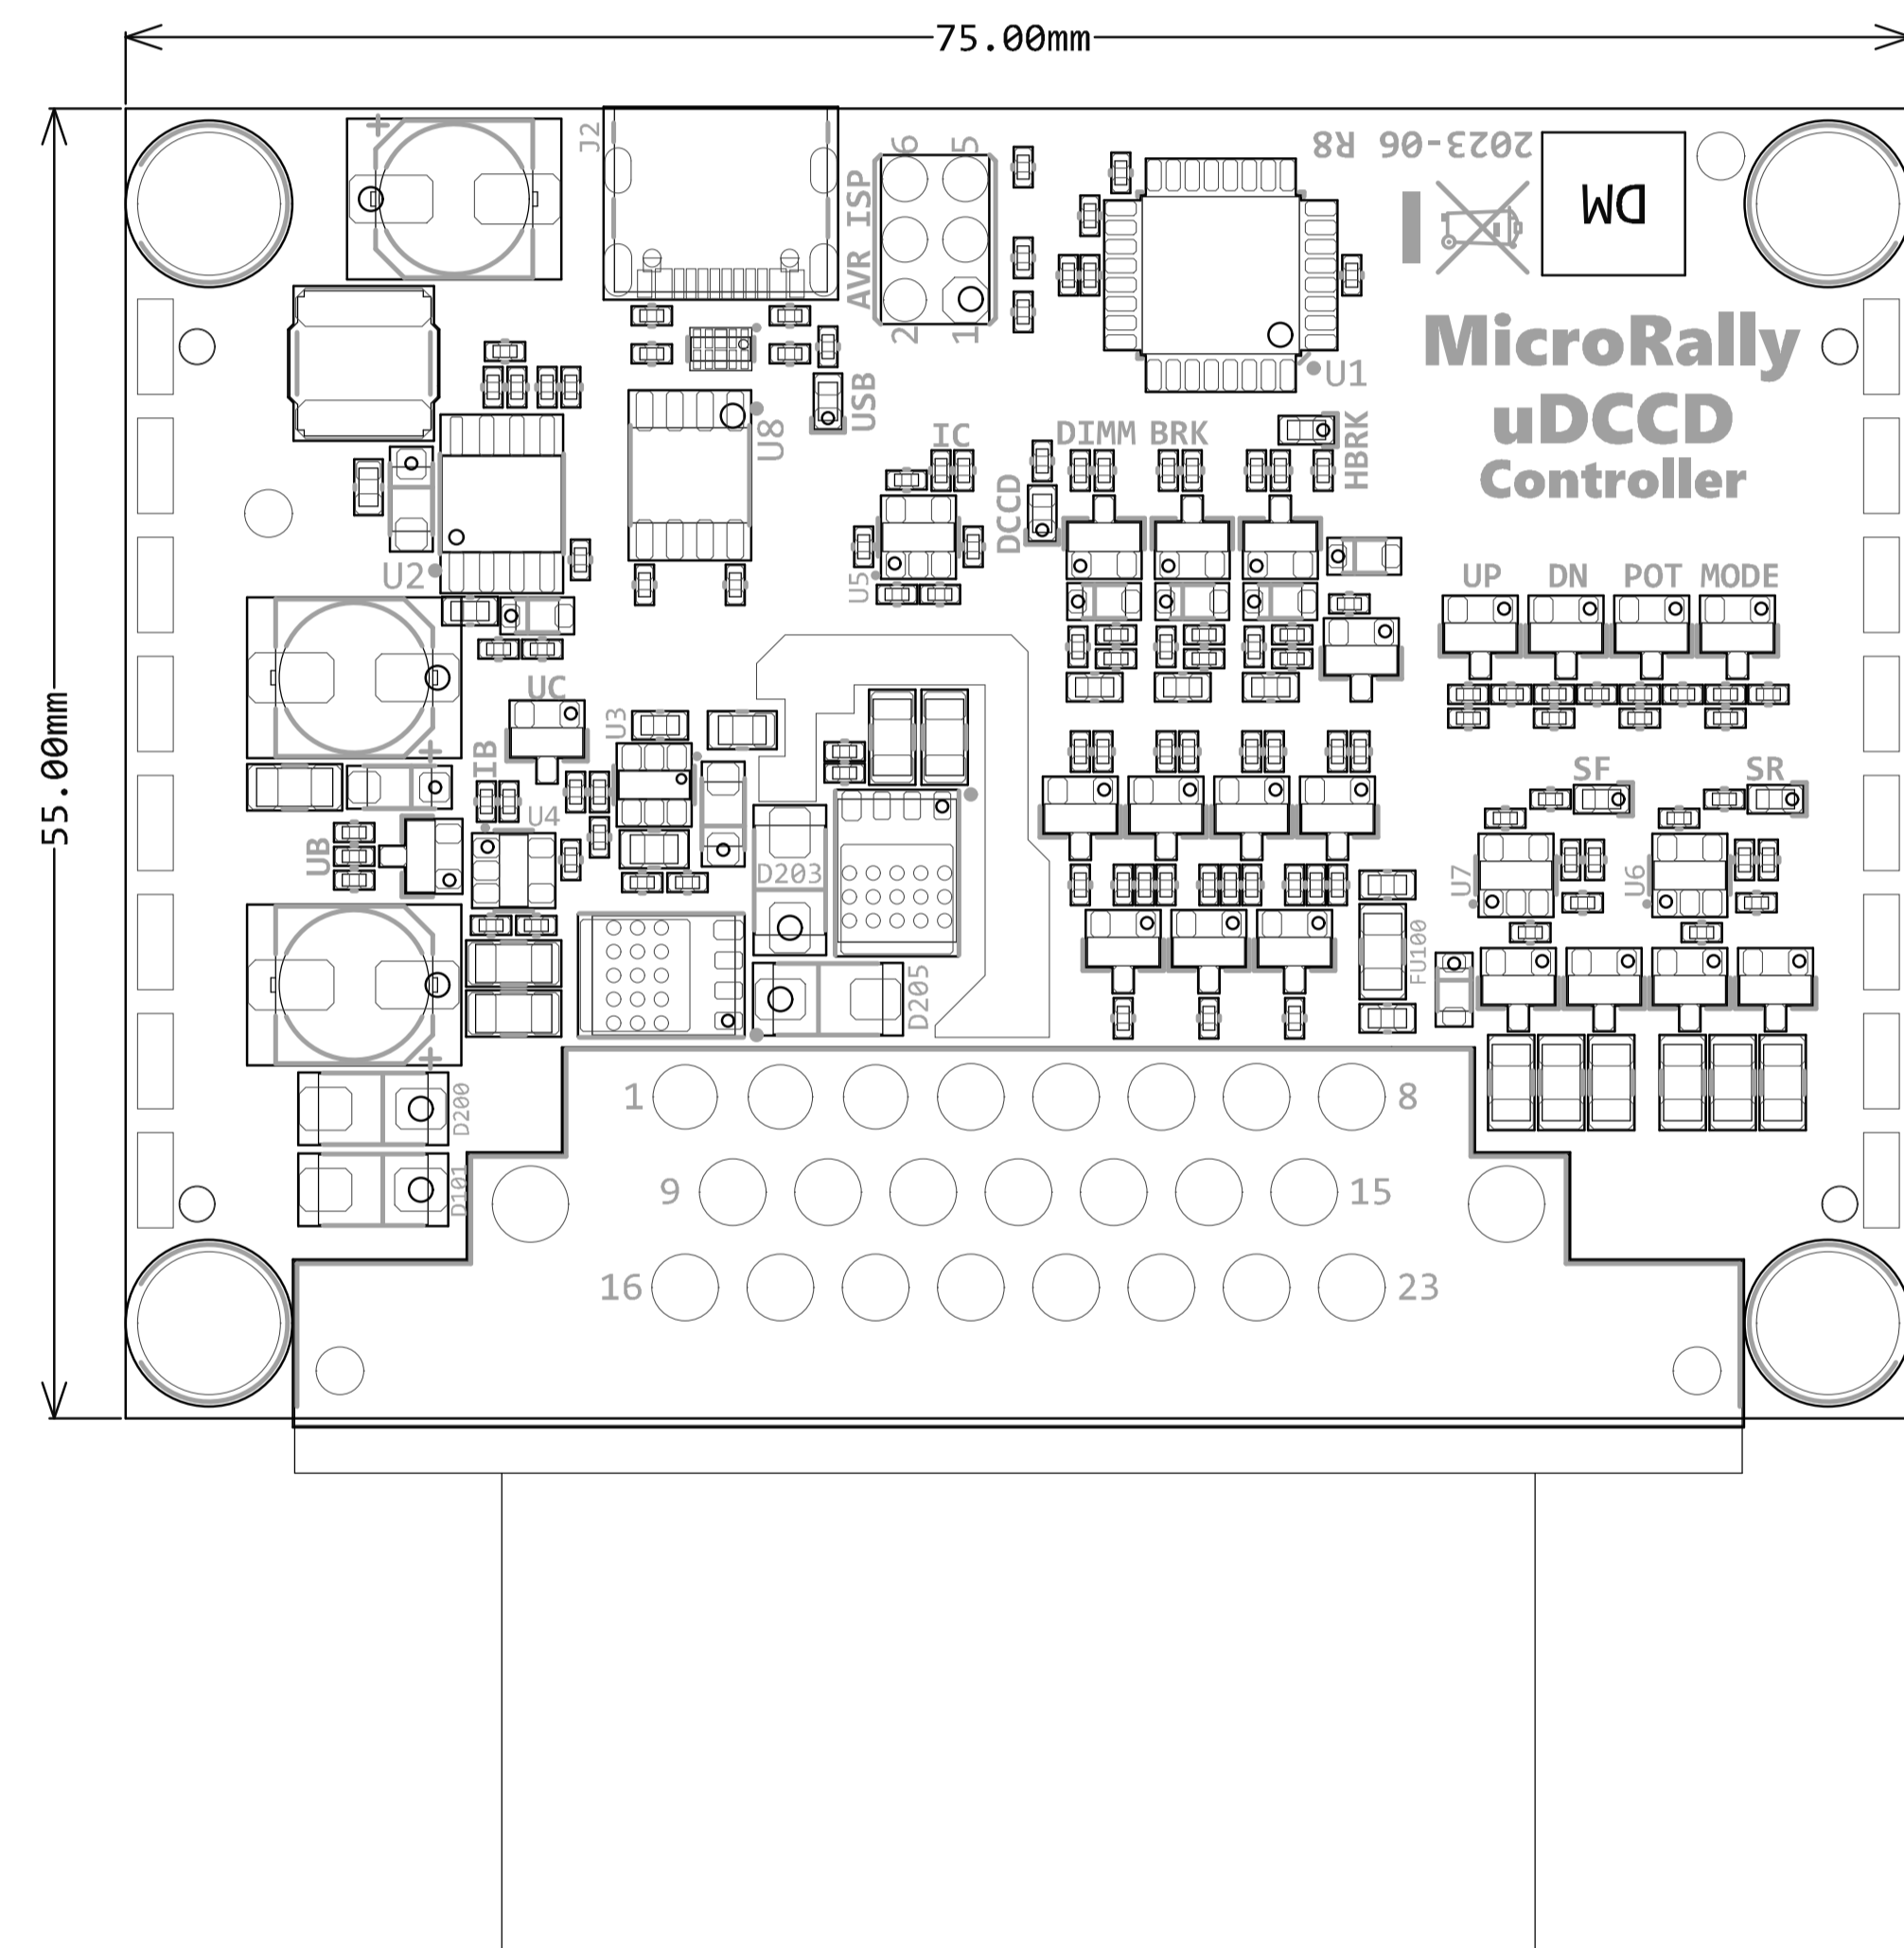 75.00mm
55.00mm
+
J2
6 5
AVR ISP
2 1
2023-06 R8
DM
MicroRally
uDCCD
Controller
U1
USB
U8
IC
DIMM BRK
HBRK
DCCD
U2
U5
UP DN POT MODE
UC
U3
+
IB
U4
SF SR
UB
D203
U7
U6
FU100
D205
+
D200
1 8
D101
9 15
16 23